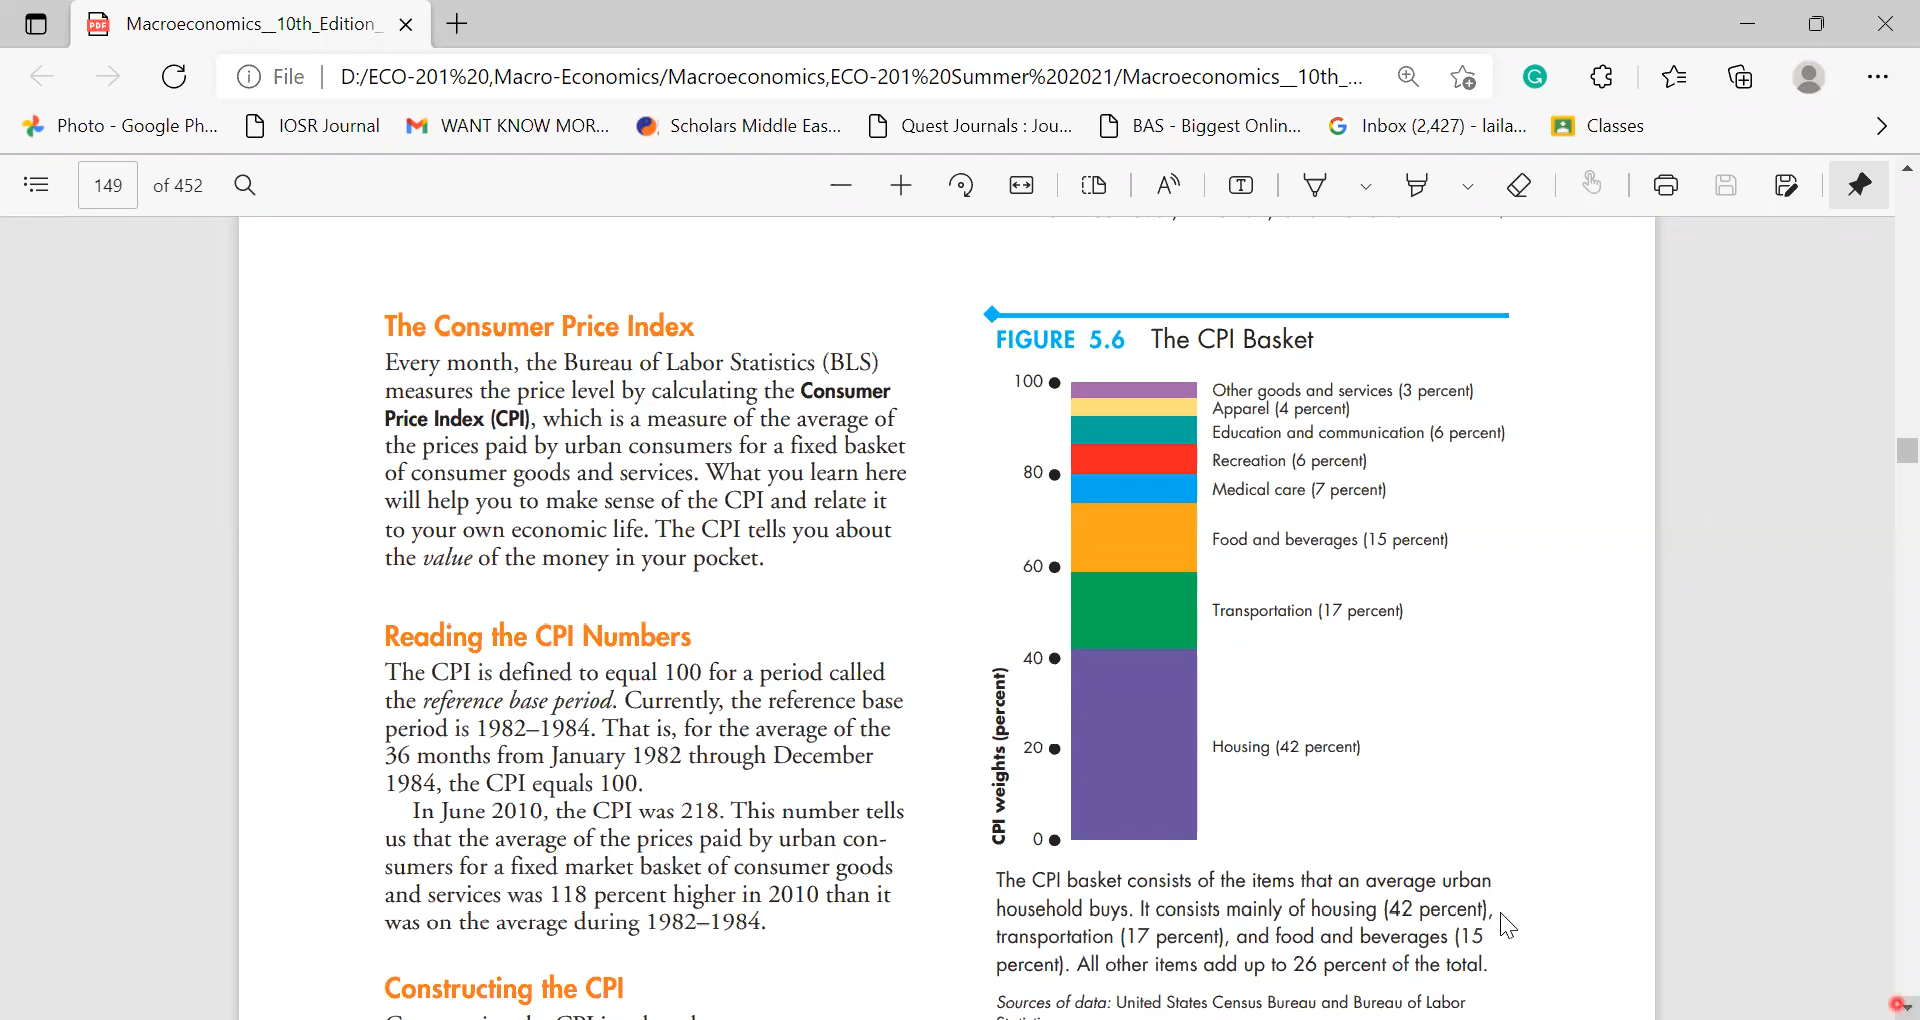 Macroeconomics__10th_Edition_
File
D:/ECO-201%20,Macro-Economics/Macroeconomics,ECO-201%20Summer%202021/Macroeconomics__10th_...
Photo - Google Ph...
IOSR Journal
WANT KNOW MOR...
Scholars Middle Eas...
Quest Journals : Jou...
BAS - Biggest Onlin...
Inbox (2,427) - laila...
Classes
149 of 452
The Consumer Price Index
Every month, the Bureau of Labor Statistics (BLS)
measures the price level by calculating the Consumer
Price Index (CPI), which is a measure of the average of
the prices paid by urban consumers for a fixed basket
of consumer goods and services. What you learn here
will help you to make sense of the CPI and relate it
to your own economic life. The CPI tells you about
the value of the money in your pocket.
Reading the CPI Numbers
The CPI is defined to equal 100 for a period called
the reference base period. Currently, the reference base
period is 1982–1984. That is, for the average of the
36 months from January 1982 through December
1984, the CPI equals 100.
In June 2010, the CPI was 218. This number tells
us that the average of the prices paid by urban con-
sumers for a fixed market basket of consumer goods
and services was 118 percent higher in 2010 than it
was on the average during 1982–1984.
Constructing the CPI
FIGURE 5.6 The CPI Basket
100
80
60
40
20
0
CPI weights (percent)
Other goods and services (3 percent)
Apparel (4 percent)
Education and communication (6 percent)
Recreation (6 percent)
Medical care (7 percent)
Food and beverages (15 percent)
Transportation (17 percent)
Housing (42 percent)
The CPI basket consists of the items that an average urban
household buys. It consists mainly of housing (42 percent),
transportation (17 percent), and food and beverages (15
percent). All other items add up to 26 percent of the total.
Sources of data: United States Census Bureau and Bureau of Labor